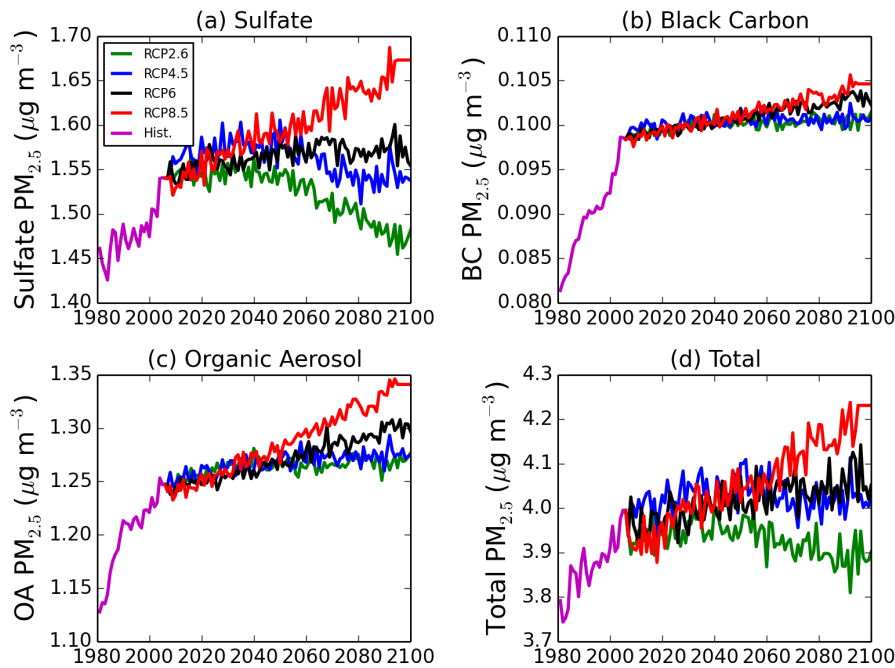 (a) Sulfate
Sulfate PM2.5 (μg m−3)
1.70
1.65
1.60
1.55
1.50
1.45
1.40
1980 2000 2020 2040 2060 2080 2100
RCP2.6
RCP4.5
RCP6
RCP8.5
Hist.
(b) Black Carbon
BC PM2.5 (μg m−3)
0.110
0.105
0.100
0.095
0.090
0.085
0.080
1980 2000 2020 2040 2060 2080 2100
(c) Organic Aerosol
OA PM2.5 (μg m−3)
1.35
1.30
1.25
1.20
1.15
1.10
1980 2000 2020 2040 2060 2080 2100
(d) Total
Total PM2.5 (μg m−3)
4.3
4.2
4.1
4.0
3.9
3.8
3.7
1980 2000 2020 2040 2060 2080 2100